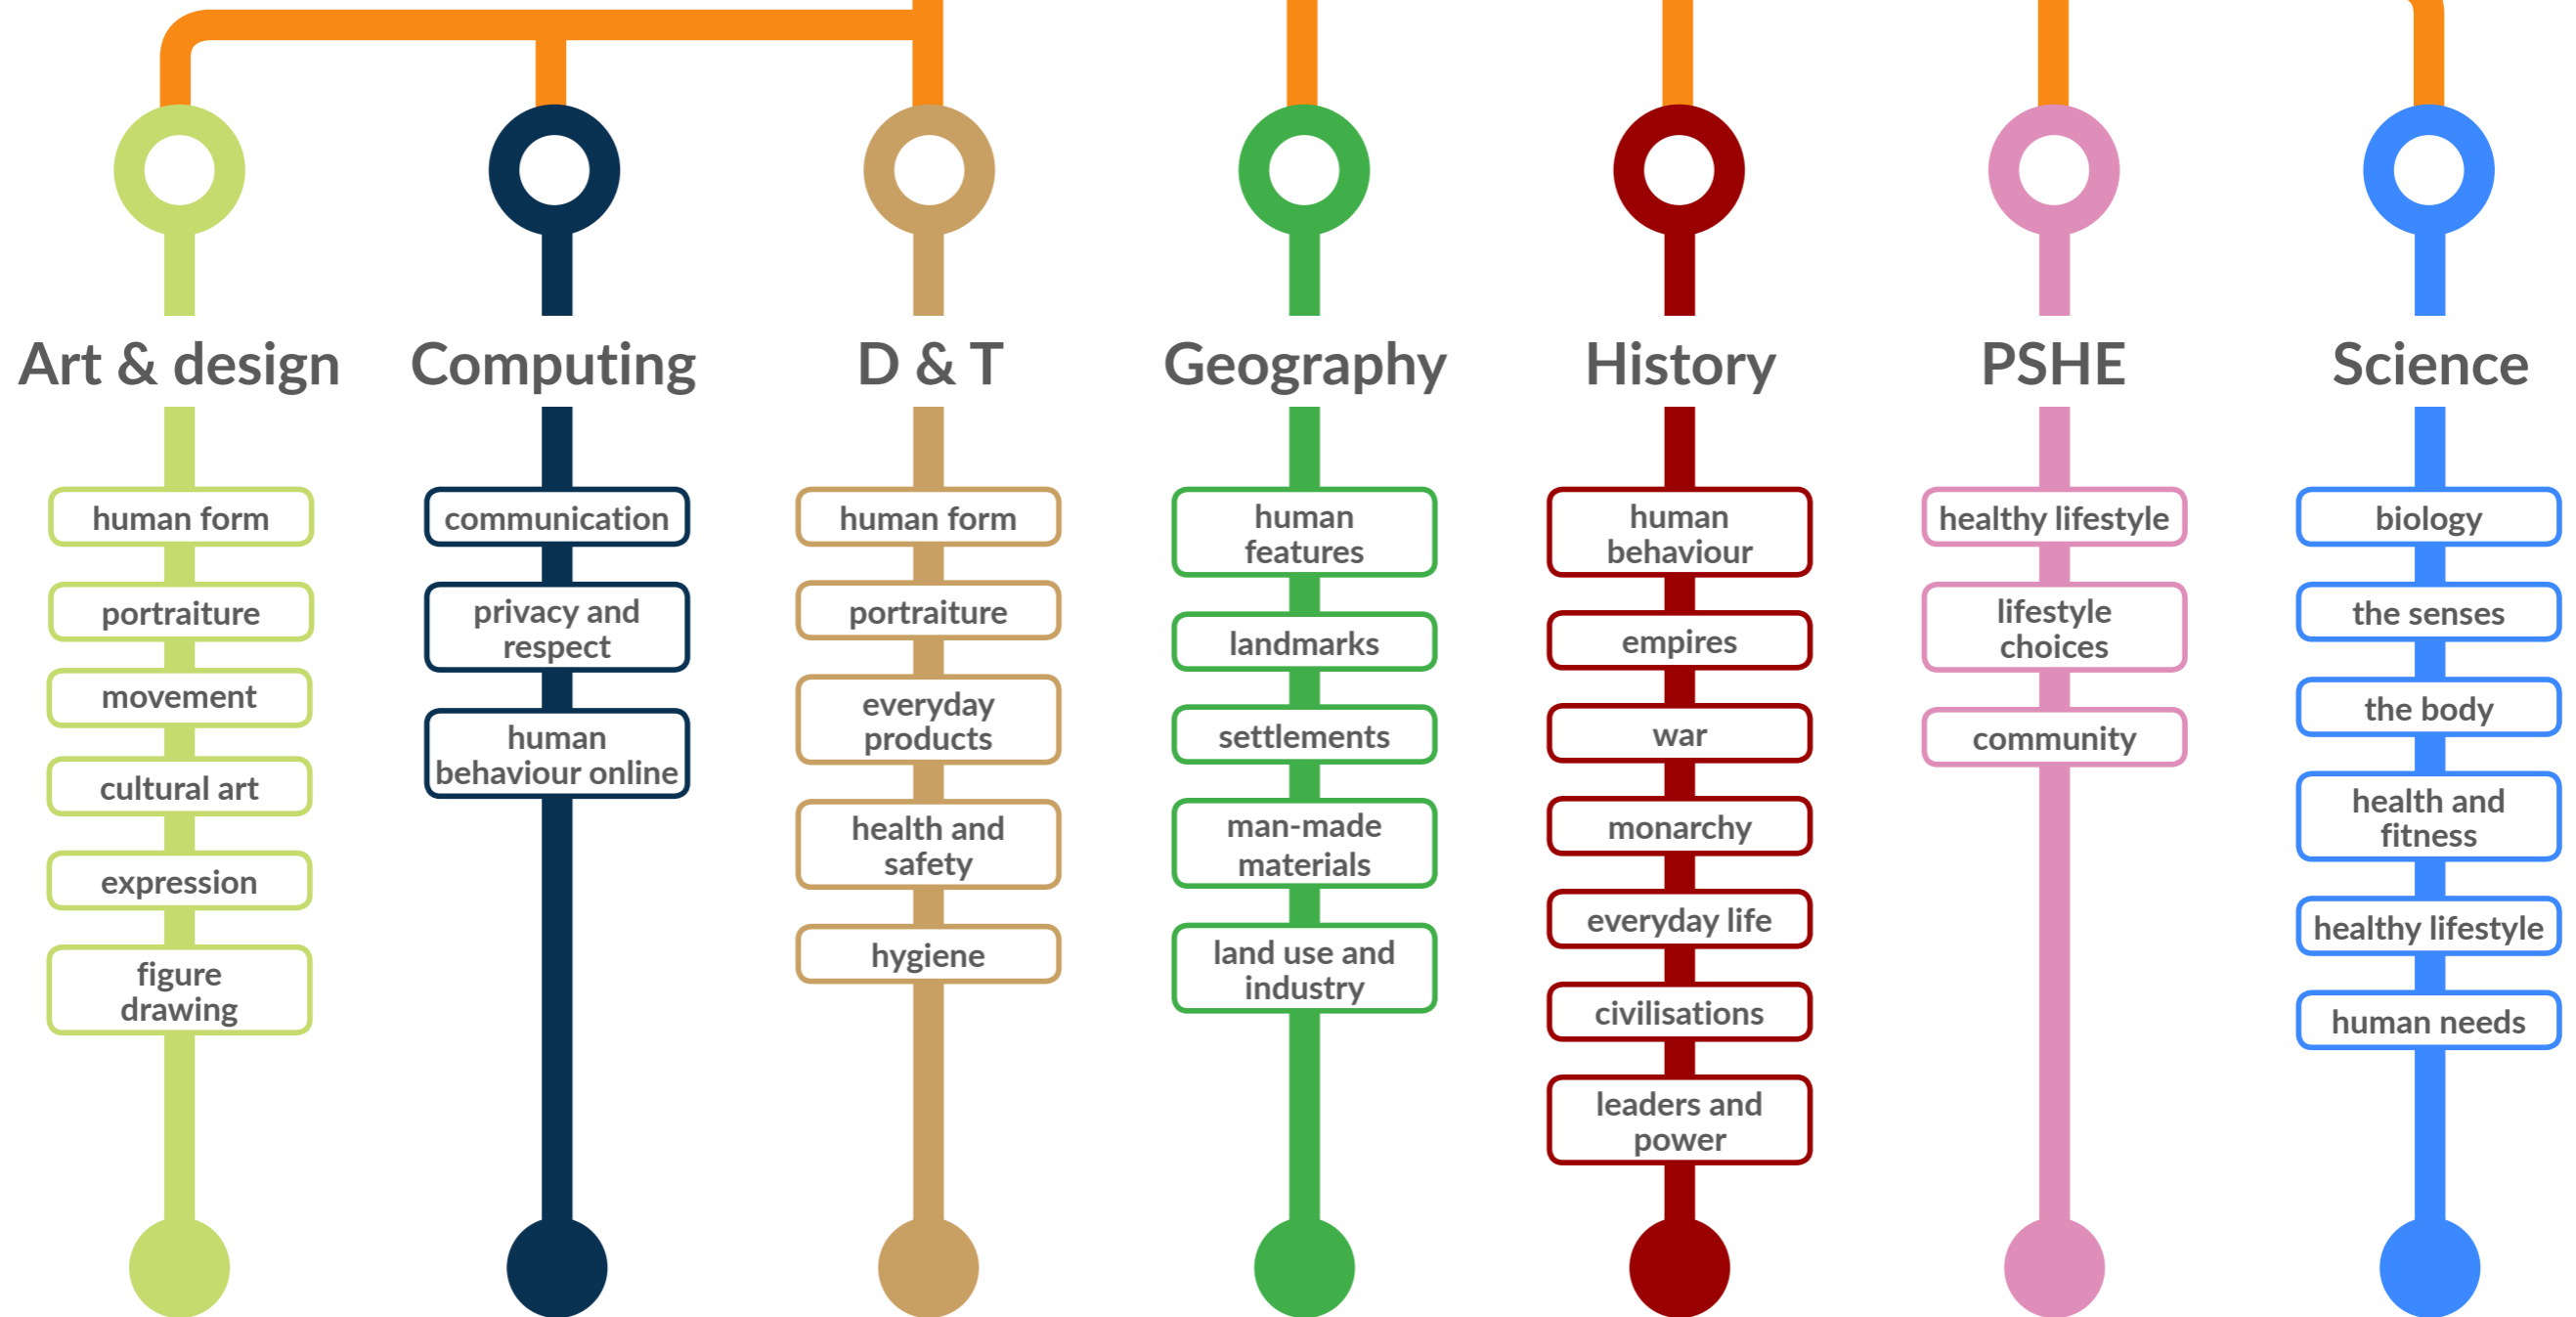 Art & design
human form
portraiture
movement
cultural art
expression
figure
drawing
Computing
communication
privacy and
respect
human
behaviour online
D & T
human form
portraiture
everyday
products
health and
safety
hygiene
Geography
human
features
landmarks
settlements
man-made
materials
land use and
industry
History
human
behaviour
empires
war
monarchy
everyday life
civilisations
leaders and
power
PSHE
healthy lifestyle
lifestyle
choices
community
Science
biology
the senses
the body
health and
fitness
healthy lifestyle
human needs